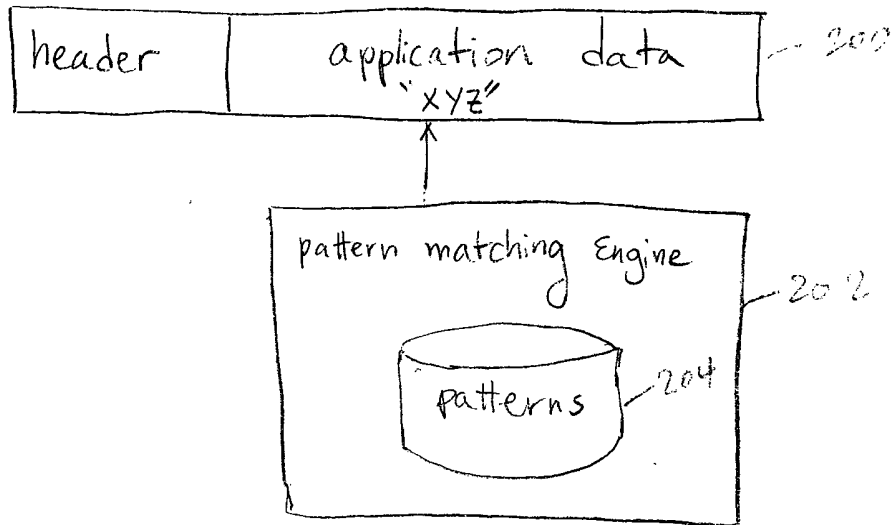 header application data 200
"XYZ"
pattern matching Engine
202
patterns 204